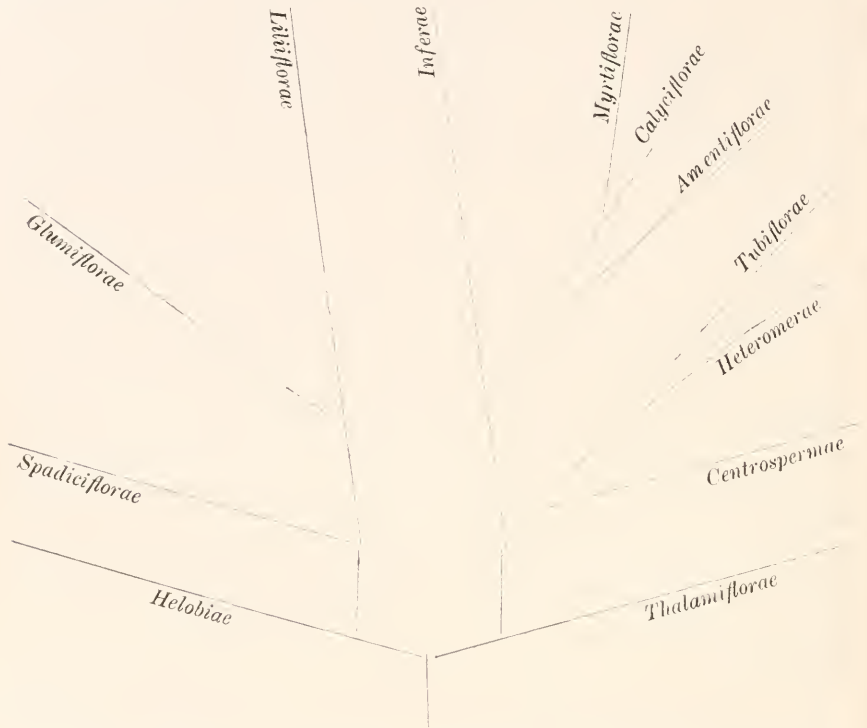 Liliiflorae
Inferae
Myrtiflorae
Calyciflorae
Amentiflorae
Tubiflorae
Glumiflorae
Heteromerae
Centrospermae
Spadiciflorae
Helobiae
Thalamiflorae